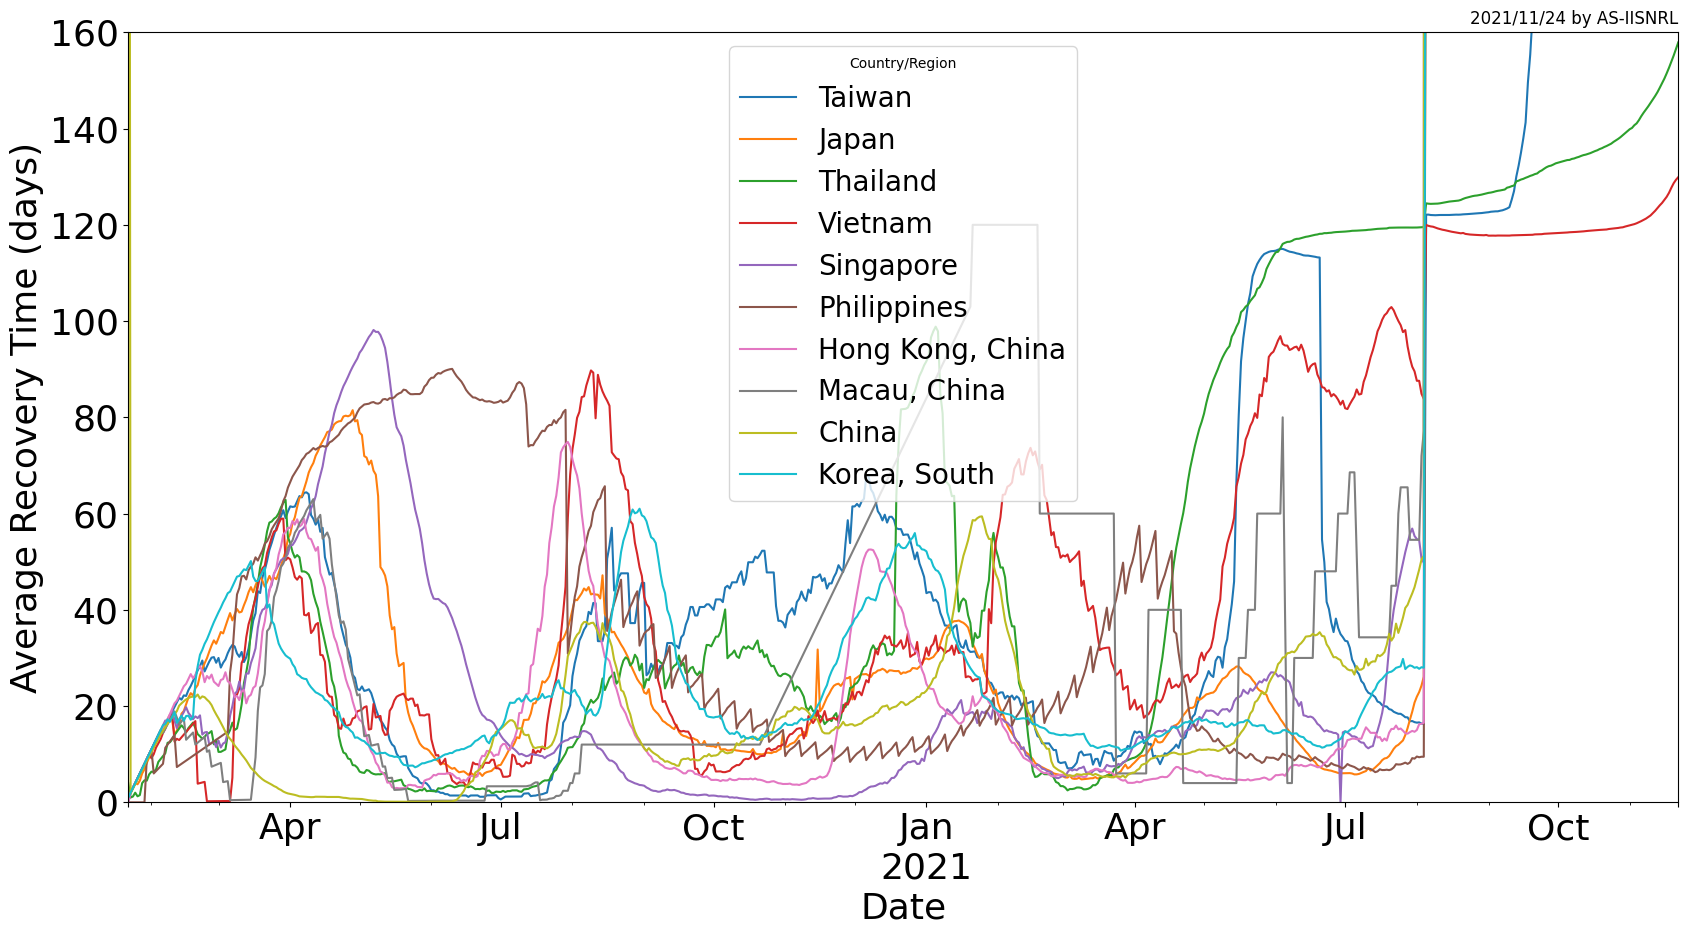 2021/11/24 by AS-IISNRL
Average Recovery Time (days)
160
140
120
100
80
60
40
20
0
Country/Region
Taiwan
Japan
Thailand
Vietnam
Singapore
Philippines
Hong Kong, China
Macau, China
China
Korea, South
Apr Jul Oct Jan Apr Jul Oct
2021
Date